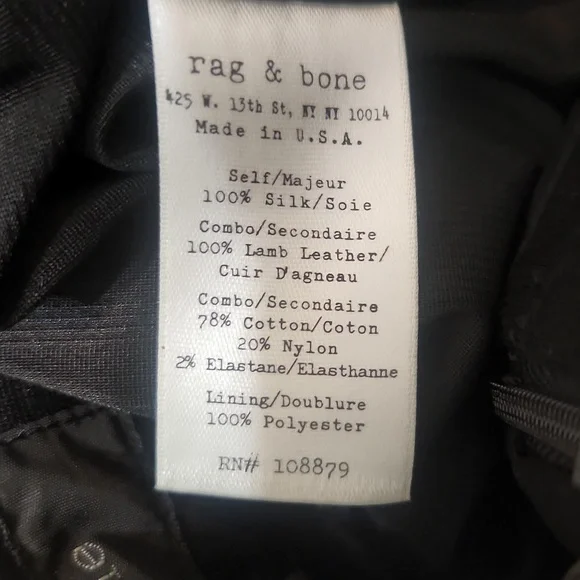 rag & bone
425 W. 13th St, NY NY 10014
Made in U.S.A.
Self/Majeur
100% Silk/Soie
Combo/Secondaire
100% Lamb Leather/
Cuir D'agneau
Combo/Secondaire
78% Cotton/Coton
20% Nylon
2% Elastane/Elasthanne
Lining/Doublure
100% Polyester
RN# 108879